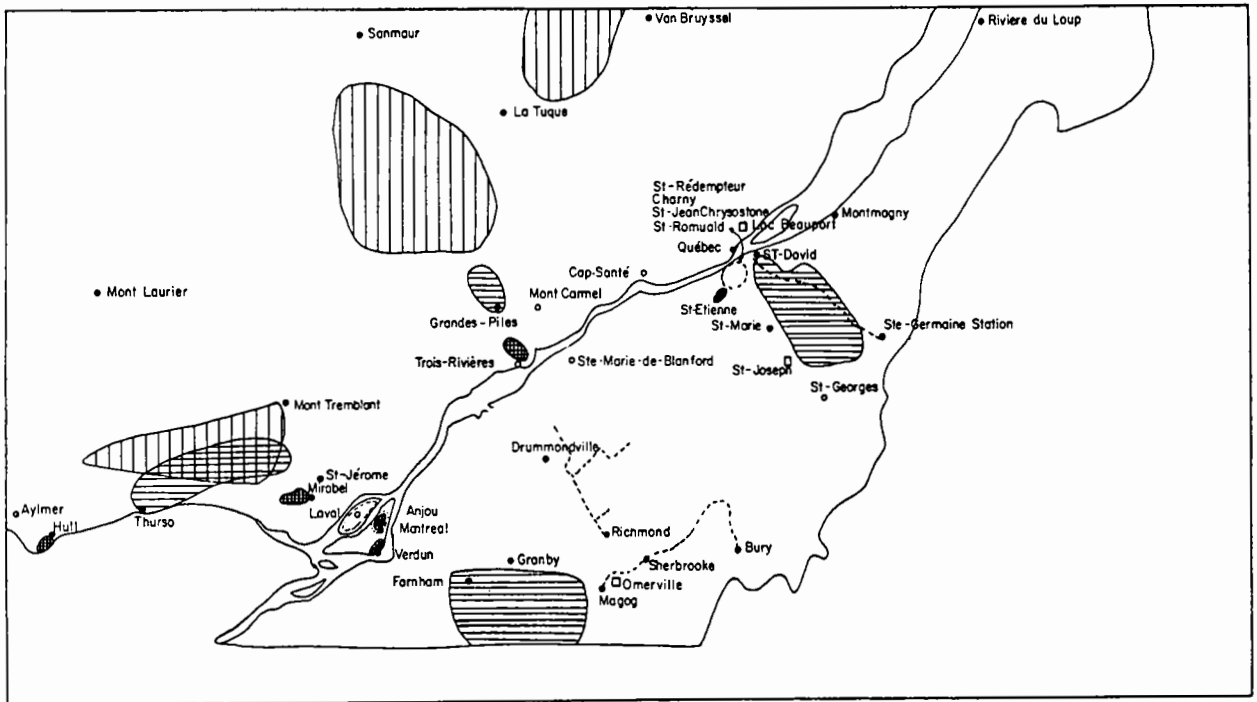 Van Bruyssel
Riviere du Loup
Sanmaur
La Tuque
St-Rédempteur
Charny
St-JeanChrysostone
St-Romuald
Lac Beauport
Montmagny
Québec
ST-David
Cap-Santé
Mont Laurier
Mont Carmel
St-Etienne
Grandes-Piles
St-Marie
Ste-Germaine Station
Trois-Rivières
Ste-Marie-de-Blanford
St-Joseph
St-Georges
Mont Tremblant
Drummondville
St-Jérome
Mirabel
Aylmer
Hull
Thurso
Laval
Anjou
Montreal
Verdun
Richmond
Granby
Sherbrooke
Bury
Farnham
Omerville
Magog